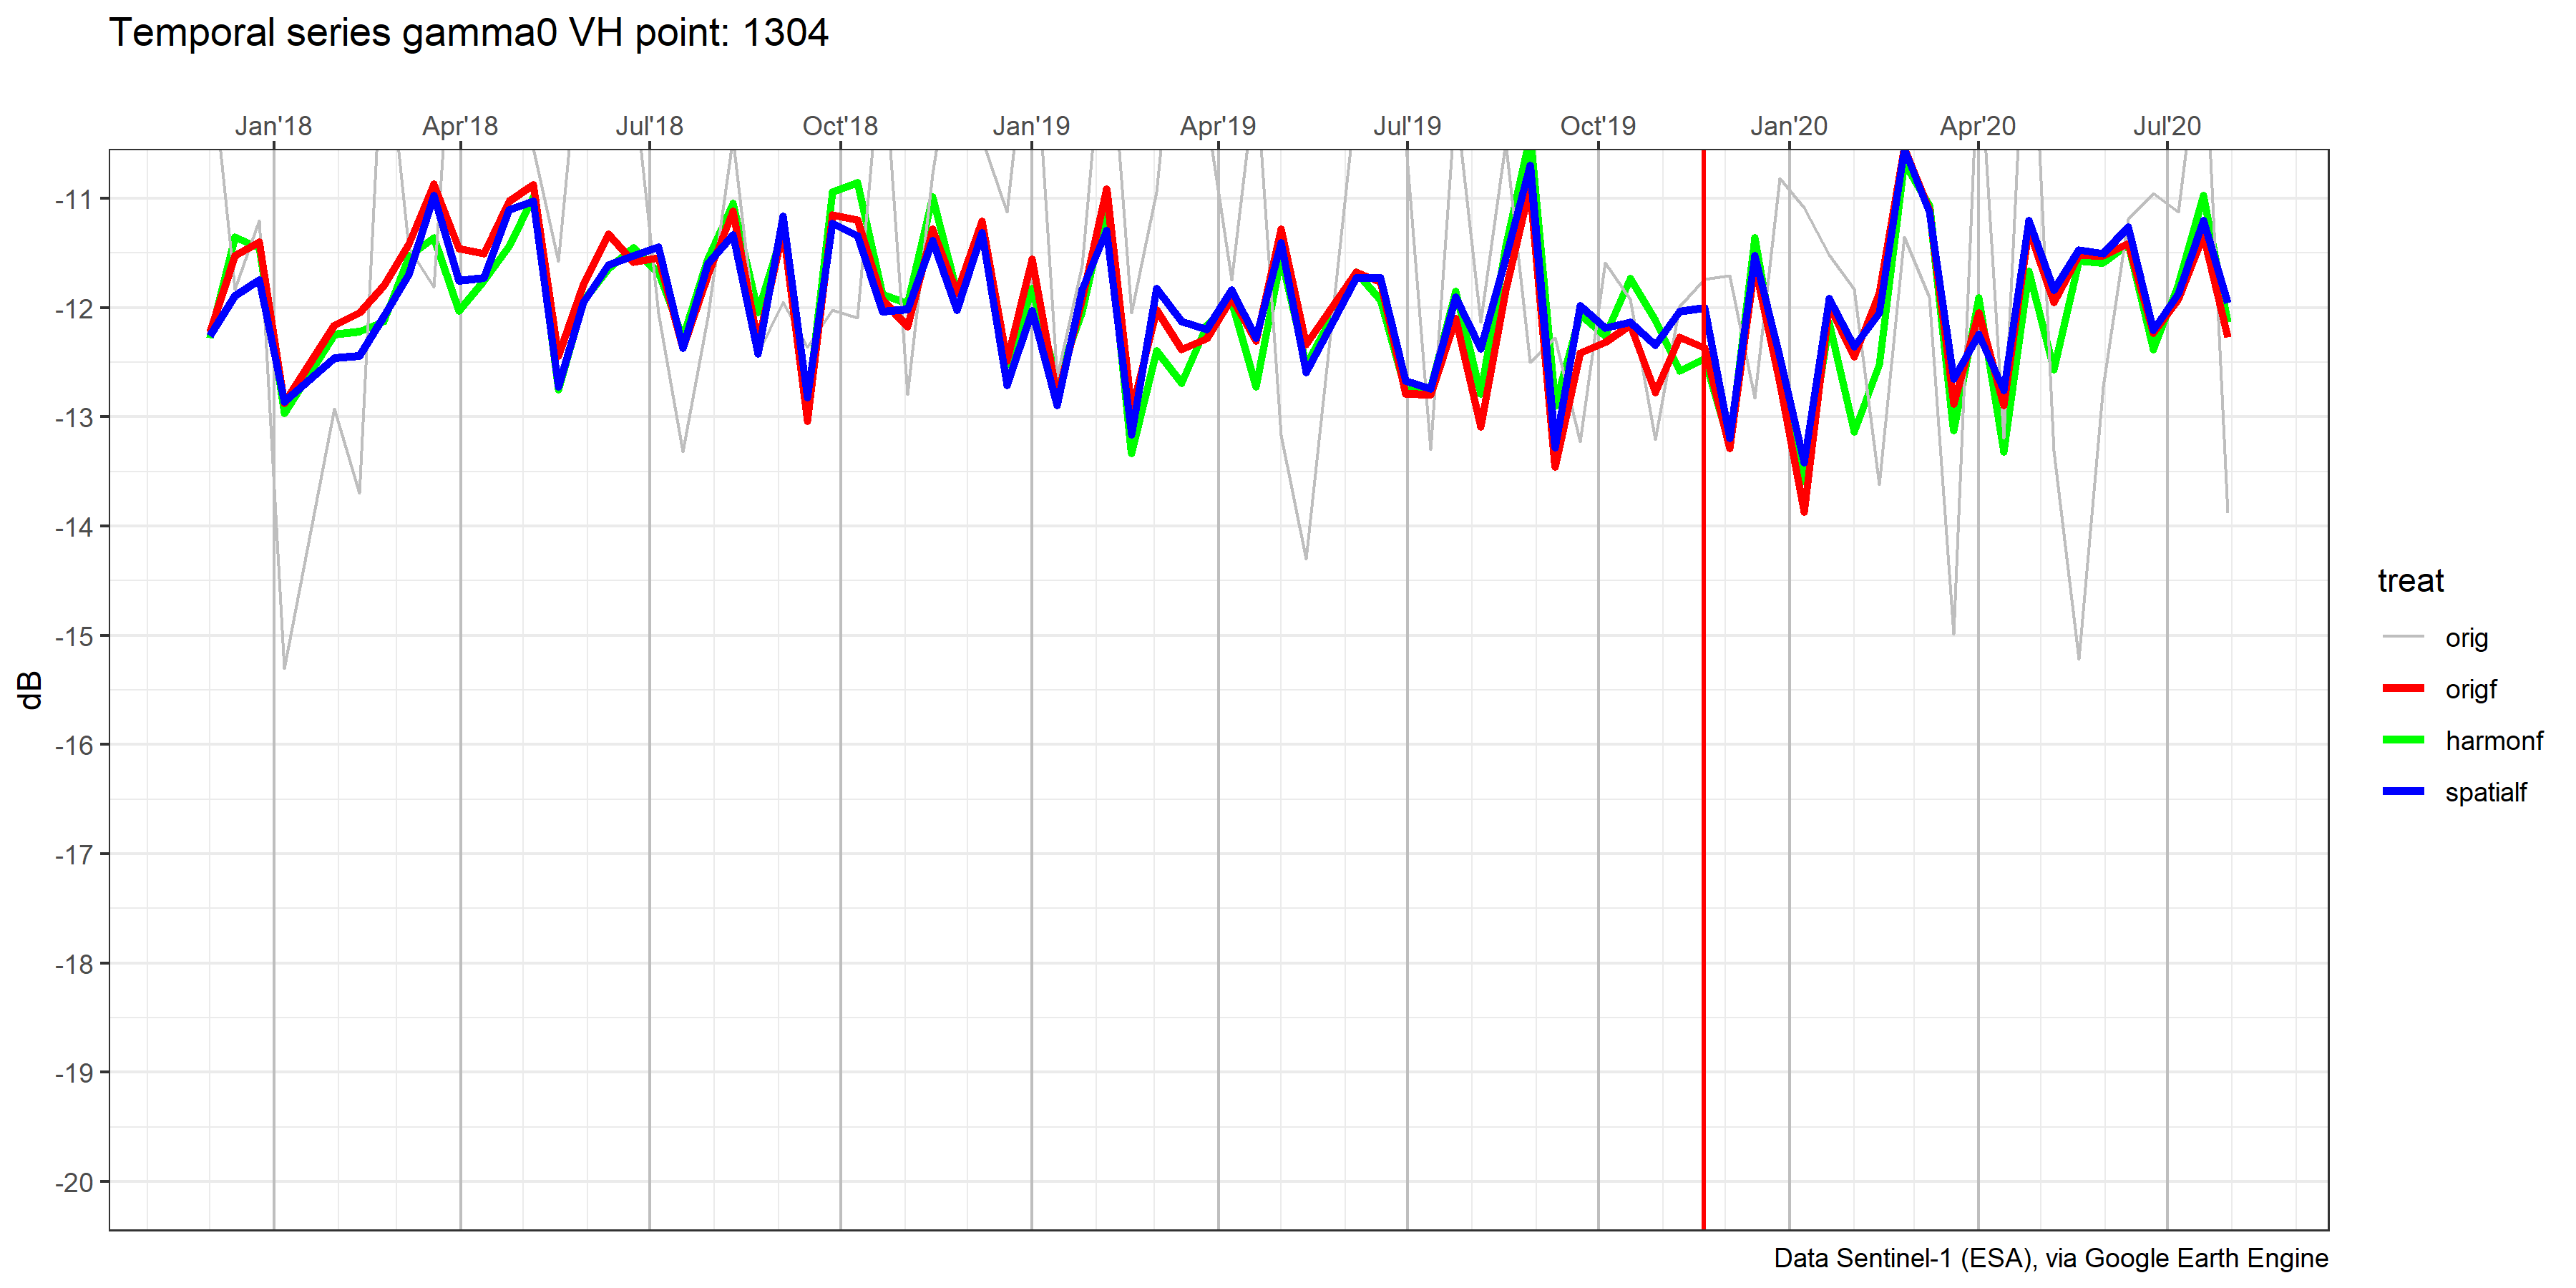 Temporal series gamma0 VH point: 1304
Jan'18 Apr'18 Jul'18 Oct'18 Jan'19 Apr'19 Jul'19 Oct'19 Jan'20 Apr'20 Jul'20
-11
-12
-13
-14
-15
-16
-17
-18
-19
-20
dB
treat
orig
origf
harmonf
spatialf
Data Sentinel-1 (ESA), via Google Earth Engine